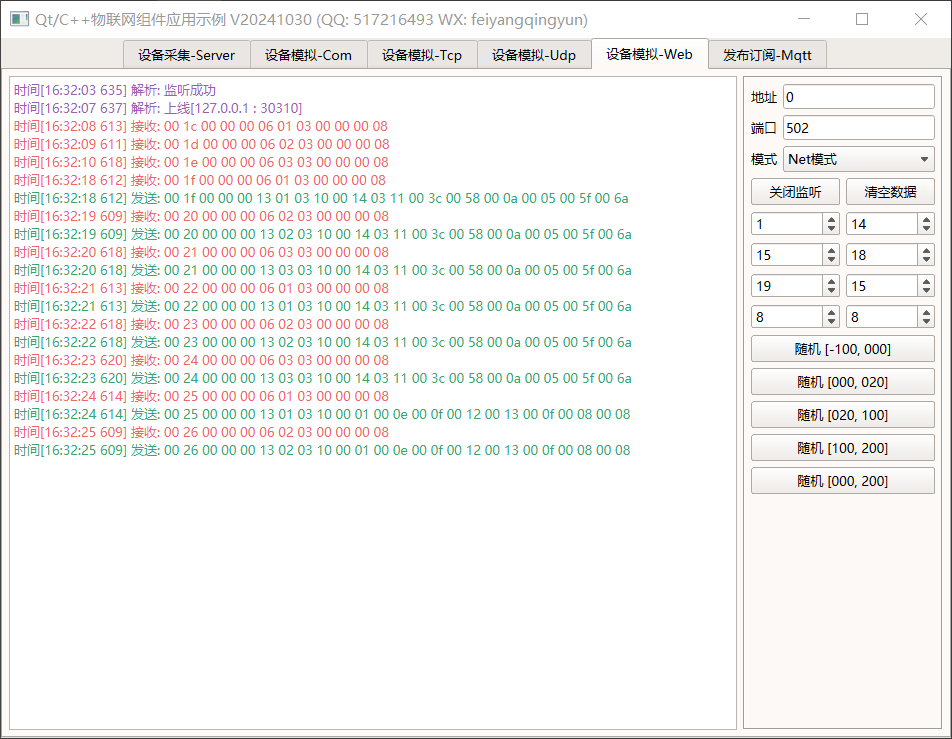 Qt/C++物联网组件应用示例 V20241030 (QQ: 517216493 WX: feiyangqingyun)
设备采集-Server 设备模拟-Com 设备模拟-Tcp 设备模拟-Udp 设备模拟-Web 发布订阅-Mqtt
时间[16:32:03 635] 解析: 监听成功
时间[16:32:07 637] 解析: 上线[127.0.0.1 : 30310]
时间[16:32:08 613] 接收: 00 1c 00 00 00 06 01 03 00 00 00 08
时间[16:32:09 611] 接收: 00 1d 00 00 00 06 02 03 00 00 00 08
时间[16:32:10 618] 接收: 00 1e 00 00 00 06 03 03 00 00 00 08
时间[16:32:18 612] 接收: 00 1f 00 00 00 06 01 03 00 00 00 08
时间[16:32:18 612] 发送: 00 1f 00 00 00 13 01 03 10 00 14 03 11 00 3c 00 58 00 0a 00 05 00 5f 00 6a
时间[16:32:19 609] 接收: 00 20 00 00 00 06 02 03 00 00 00 08
时间[16:32:19 609] 发送: 00 20 00 00 00 13 02 03 10 00 14 03 11 00 3c 00 58 00 0a 00 05 00 5f 00 6a
时间[16:32:20 618] 接收: 00 21 00 00 00 06 03 03 00 00 00 08
时间[16:32:20 618] 发送: 00 21 00 00 00 13 03 03 10 00 14 03 11 00 3c 00 58 00 0a 00 05 00 5f 00 6a
时间[16:32:21 613] 接收: 00 22 00 00 00 06 01 03 00 00 00 08
时间[16:32:21 613] 发送: 00 22 00 00 00 13 01 03 10 00 14 03 11 00 3c 00 58 00 0a 00 05 00 5f 00 6a
时间[16:32:22 618] 接收: 00 23 00 00 00 06 02 03 00 00 00 08
时间[16:32:22 618] 发送: 00 23 00 00 00 13 02 03 10 00 14 03 11 00 3c 00 58 00 0a 00 05 00 5f 00 6a
时间[16:32:23 620] 接收: 00 24 00 00 00 06 03 03 00 00 00 08
时间[16:32:23 620] 发送: 00 24 00 00 00 13 03 03 10 00 14 03 11 00 3c 00 58 00 0a 00 05 00 5f 00 6a
时间[16:32:24 614] 接收: 00 25 00 00 00 06 01 03 00 00 00 08
时间[16:32:24 614] 发送: 00 25 00 00 00 13 01 03 10 00 01 00 0e 00 0f 00 12 00 13 00 0f 00 08 00 08
时间[16:32:25 609] 接收: 00 26 00 00 00 06 02 03 00 00 00 08
时间[16:32:25 609] 发送: 00 26 00 00 00 13 02 03 10 00 01 00 0e 00 0f 00 12 00 13 00 0f 00 08 00 08
地址 0
端口 502
模式 Net模式
关闭监听 清空数据
1 14
15 18
19 15
8 8
随机 [-100, 000]
随机 [000, 020]
随机 [020, 100]
随机 [100, 200]
随机 [000, 200]